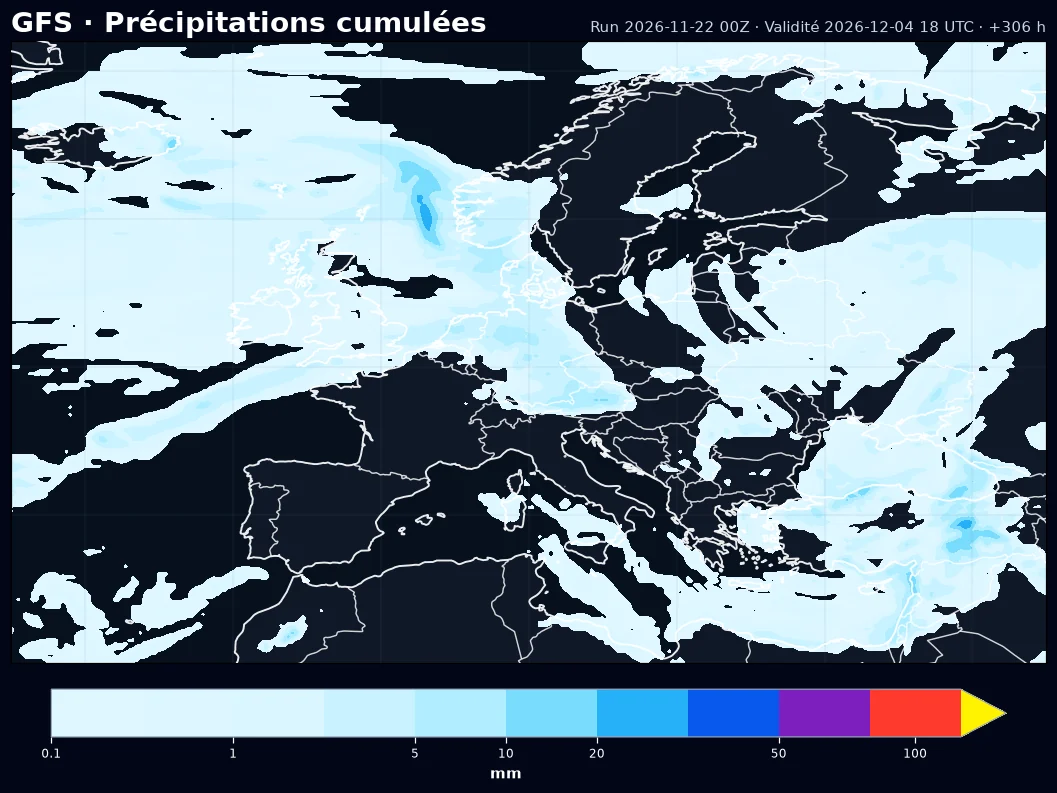 GFS · Précipitations cumulées
Run 2026-11-22 00Z · Validité 2026-12-04 18 UTC · +306 h
0.1 1 5 10 20 50 100
mm